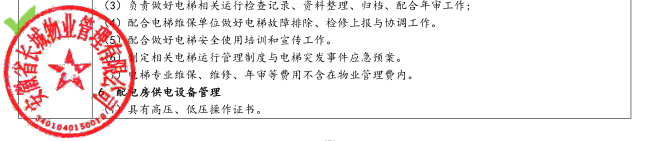 （3）负责做好电梯相关运行检查记录、资料整理、归档、配合年审工作；
（4）配合电梯维保单位做好电梯故障排除、检修上报与协调工作。
（5）配合做好电梯安全使用培训和宣传工作。
制定相关电梯运行管理制度与电梯突发事件应急预案。
电梯专业维保、维修、年审等费用不含在物业管理费内。
6、配电房供电设备管理
具有高压、低压操作证书。
安徽省长城物业管理有限公司
3401040150018